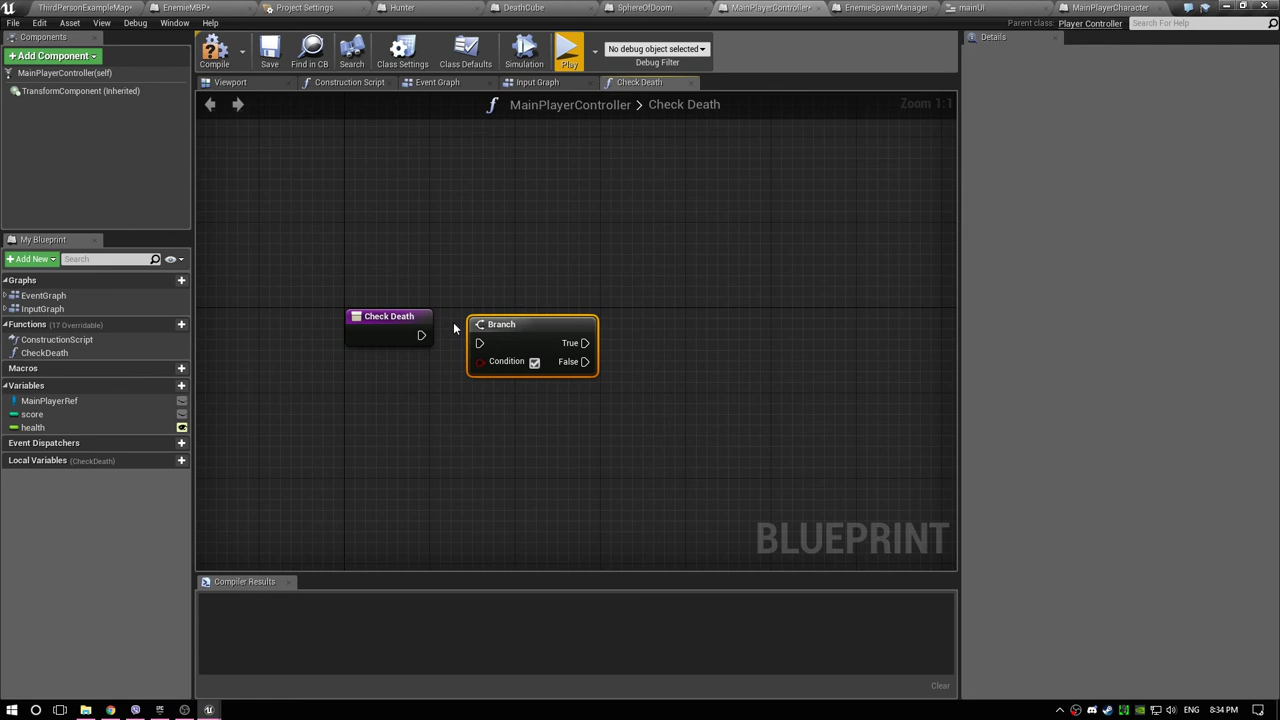 ThirdPersonExampleMap*
EnemieMBP*
Project Settings
Hunter
DeathCube
SphereOfDoom
MainPlayerController*
EnemieSpawnManager
mainUI
MainPlayerCharacter
File Edit Asset View Debug Window Help
Parent class: Player Controller
Search For Help
Components
+Add Component
MainPlayerController(self)
TransformComponent (Inherited)
Compile
Save
Find in CB
Search
Class Settings
Class Defaults
Simulation
Play
No debug object selected
Debug Filter
Details
Viewport
Construction Script
Event Graph
Input Graph
Check Death
MainPlayerController > Check Death
Zoom 1:1
My Blueprint
+Add New
Search
Graphs
EventGraph
InputGraph
Functions (17 Overridable)
ConstructionScript
CheckDeath
Macros
Variables
MainPlayerRef
score
health
Event Dispatchers
Local Variables (CheckDeath)
Check Death
Branch
True
Condition
False
BLUEPRINT
Compiler Results
Clear
ENG 8:34 PM